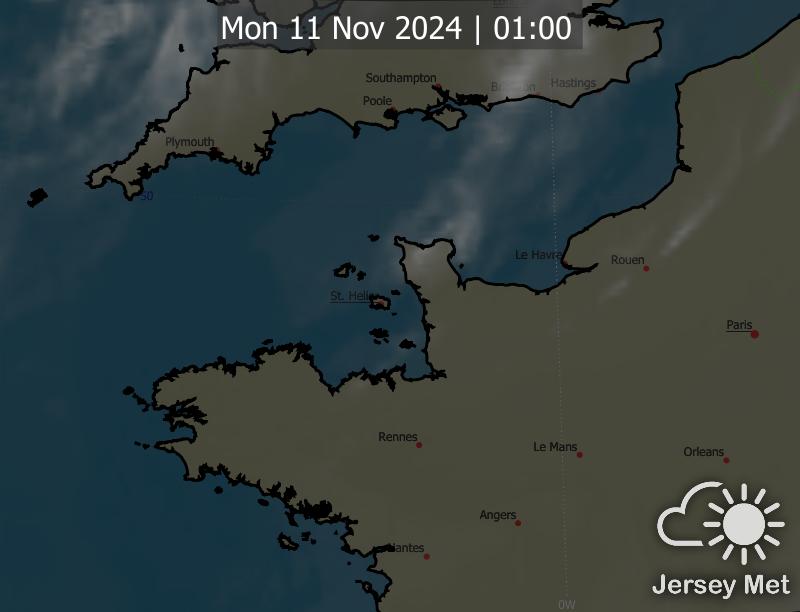 Mon 11 Nov 2024 | 01:00
Southampton
Hastings
Poole
Plymouth
50
Le Havre
Rouen
St. Helier
Paris
Rennes
Le Mans
Orleans
Angers
Nantes
Jersey Met
0W